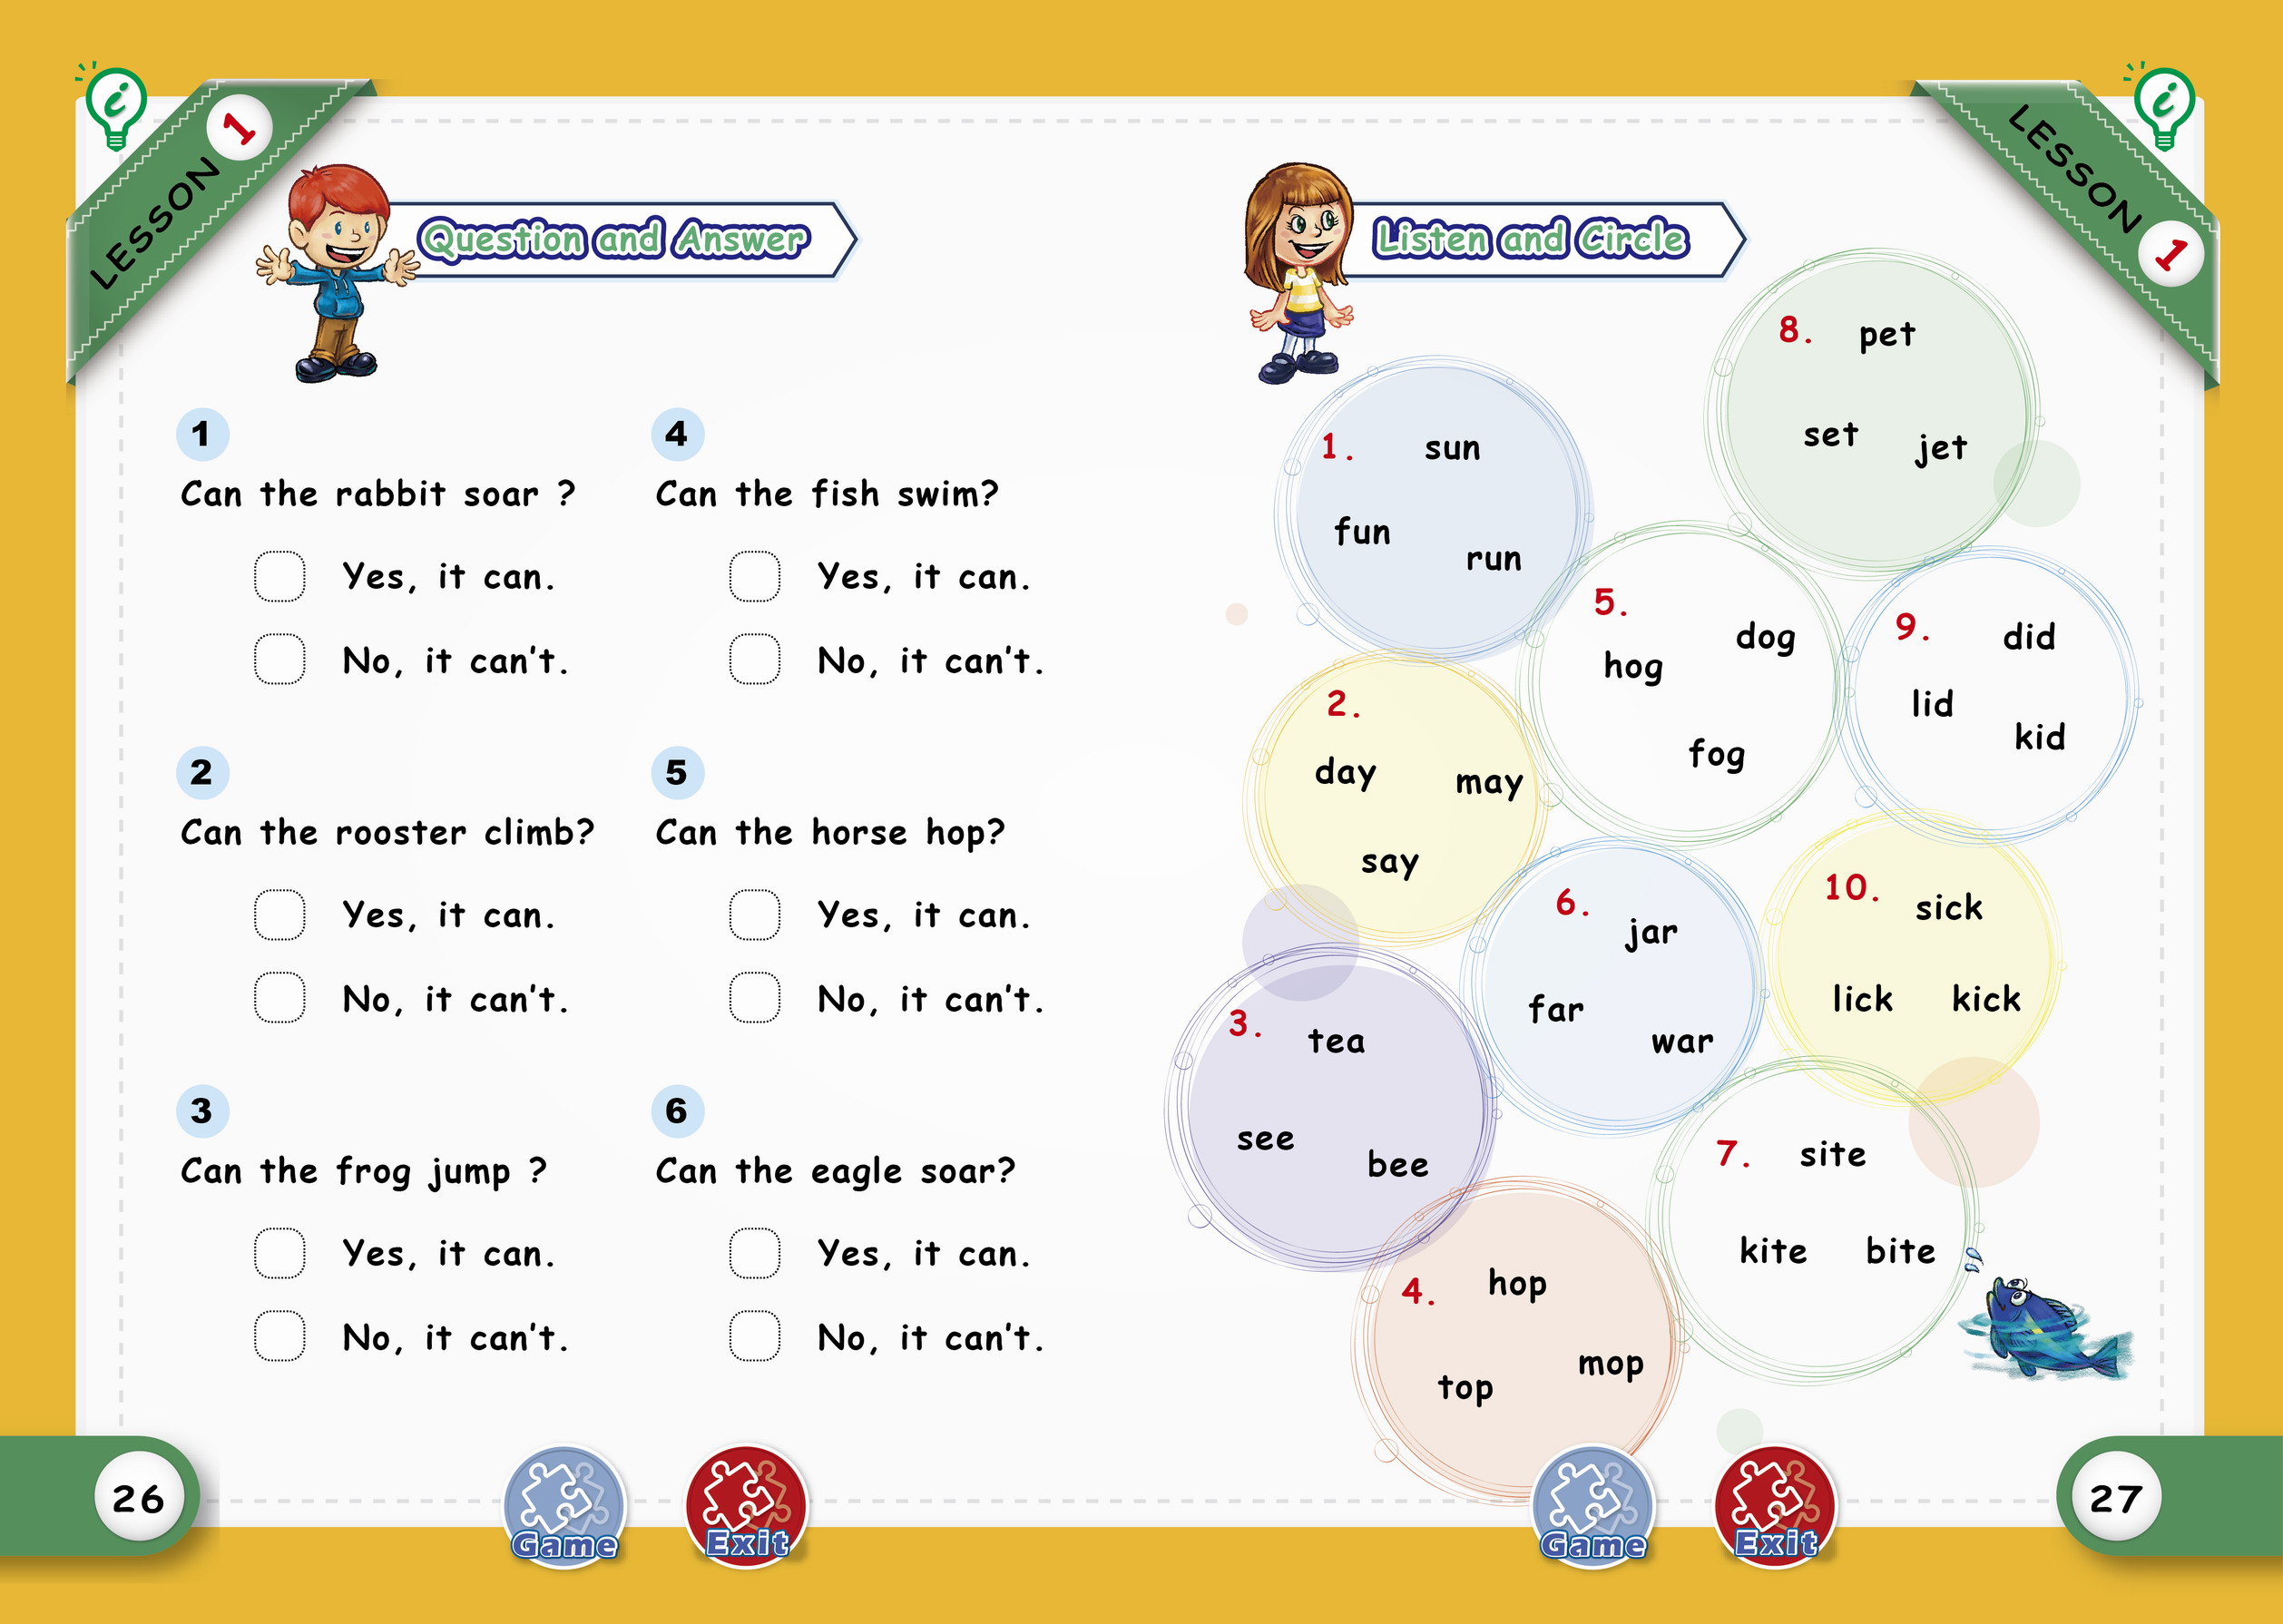 LESSON 1
Question and Answer
1
Can the rabbit soar ?
Yes, it can.
No, it can't.
2
Can the rooster climb?
Yes, it can.
No, it can't.
3
Can the frog jump ?
Yes, it can.
No, it can't.
4
Can the fish swim?
Yes, it can.
No, it can't.
5
Can the horse hop?
Yes, it can.
No, it can't.
6
Can the eagle soar?
Yes, it can.
No, it can't.
26
Game
Exit
LESSON 1
Listen and Circle
1. sun
fun
run
2.
day may
say
3. tea
see
bee
4. hop
mop
top
5.
dog
hog
fog
6.
jar
far
war
7. site
kite bite
8. pet
set jet
9. did
lid
kid
10. sick
lick kick
Game
Exit
27